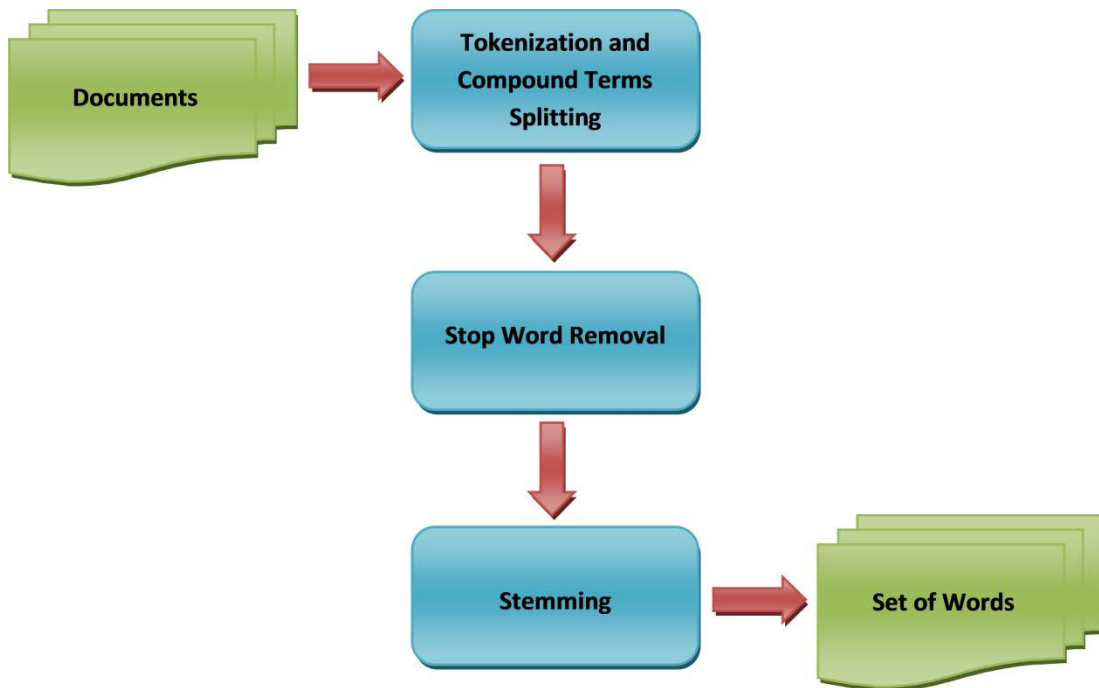 Documents
Tokenization and
Compound Terms
Splitting
Stop Word Removal
Stemming
Set of Words